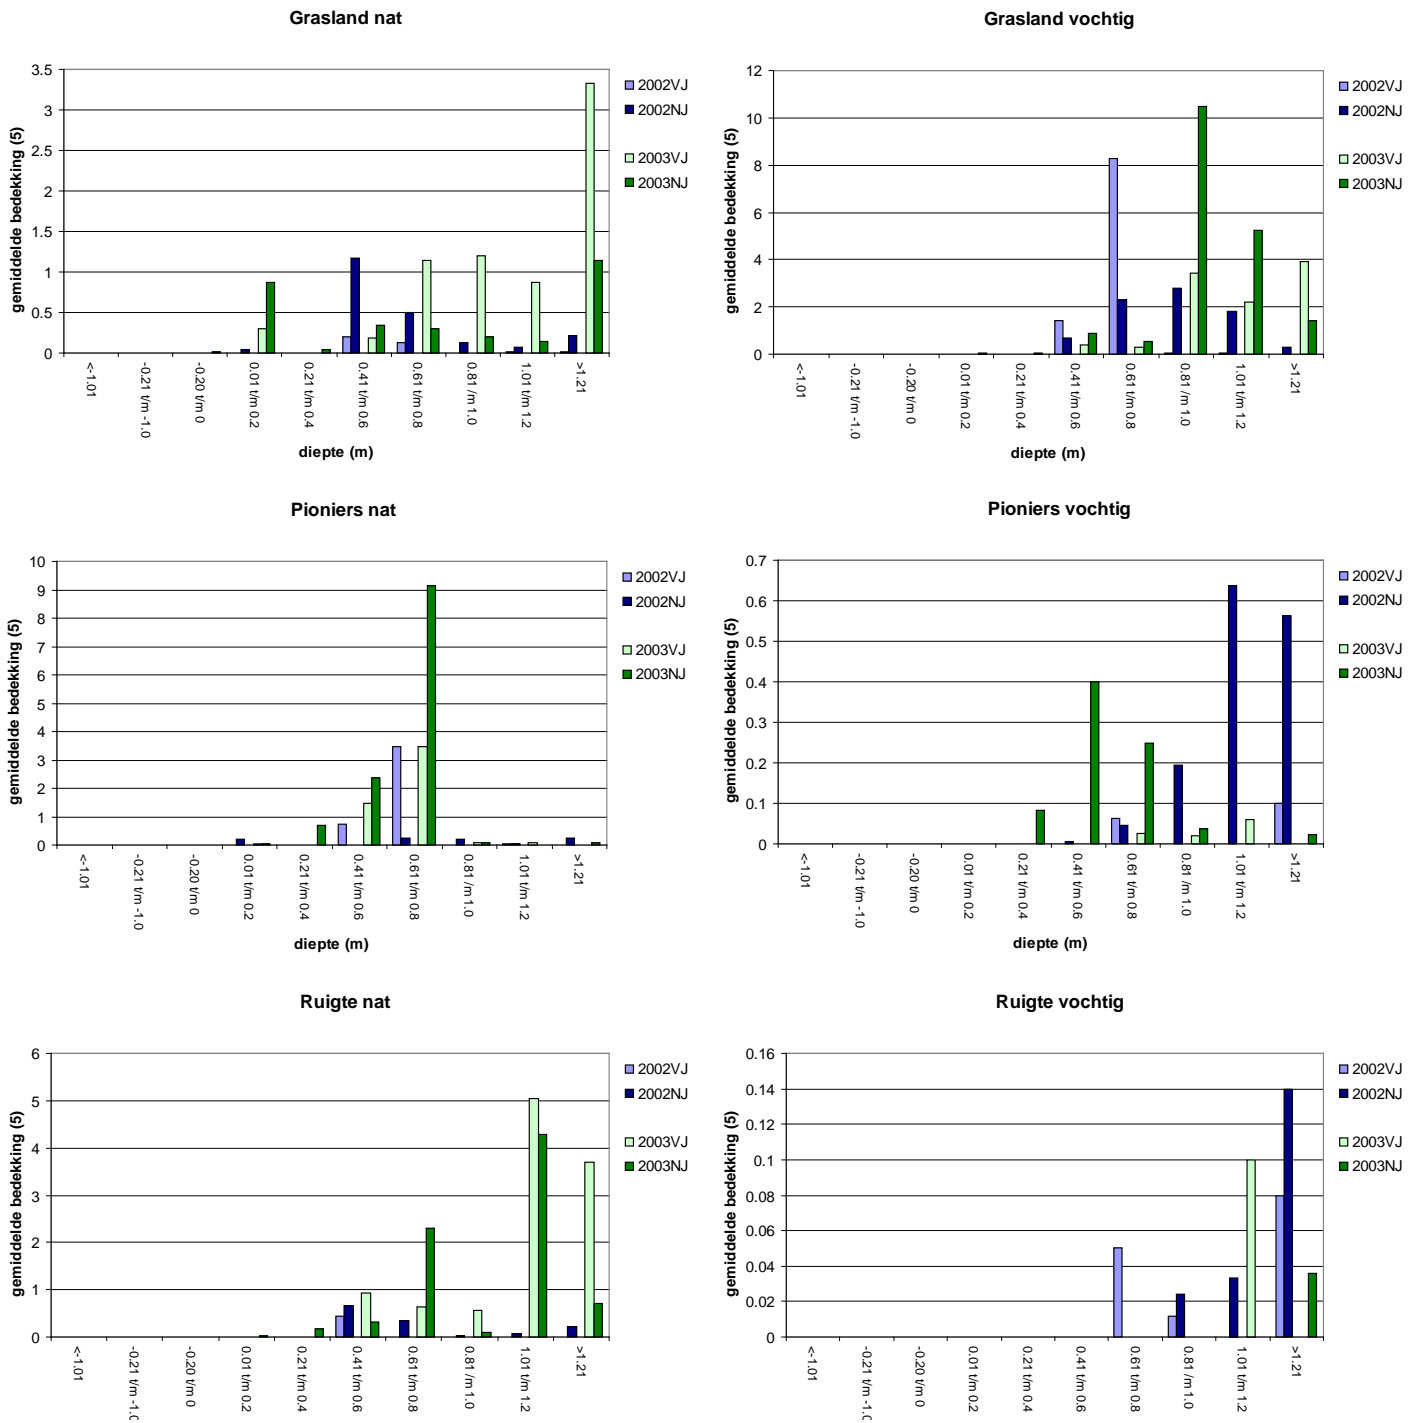 Grasland nat
3.5
3
2.5
2
1.5
1
0.5
0
gemiddelde bedekking (5)
<-1.01
-0.21 t/m -1.0
-0.20 t/m 0
0.01 t/m 0.2
0.21 t/m 0.4
0.41 t/m 0.6
0.61 t/m 0.8
0.81 /m 1.0
1.01 t/m 1.2
>1.21
diepte (m)
2002VJ
2002NJ
2003VJ
2003NJ
Grasland vochtig
12
10
8
6
4
2
0
gemiddelde bedekking (5)
<-1.01
-0.21 t/m -1.0
-0.20 t/m 0
0.01 t/m 0.2
0.21 t/m 0.4
0.41 t/m 0.6
0.61 t/m 0.8
0.81 /m 1.0
1.01 t/m 1.2
>1.21
diepte (m)
2002VJ
2002NJ
2003VJ
2003NJ
Pioniers nat
10
9
8
7
6
5
4
3
2
1
0
gemiddelde bedekking (5)
<-1.01
-0.21 t/m -1.0
-0.20 t/m 0
0.01 t/m 0.2
0.21 t/m 0.4
0.41 t/m 0.6
0.61 t/m 0.8
0.81 /m 1.0
1.01 t/m 1.2
>1.21
diepte (m)
2002VJ
2002NJ
2003VJ
2003NJ
Pioniers vochtig
0.7
0.6
0.5
0.4
0.3
0.2
0.1
0
gemiddelde bedekking (5)
<-1.01
-0.21 t/m -1.0
-0.20 t/m 0
0.01 t/m 0.2
0.21 t/m 0.4
0.41 t/m 0.6
0.61 t/m 0.8
0.81 /m 1.0
1.01 t/m 1.2
>1.21
diepte (m)
2002VJ
2002NJ
2003VJ
2003NJ
Ruigte nat
6
5
4
3
2
1
0
gemiddelde bedekking (5)
<-1.01
-0.21 t/m -1.0
-0.20 t/m 0
0.01 t/m 0.2
0.21 t/m 0.4
0.41 t/m 0.6
0.61 t/m 0.8
0.81 /m 1.0
1.01 t/m 1.2
>1.21
2002VJ
2002NJ
2003VJ
2003NJ
Ruigte vochtig
0.16
0.14
0.12
0.1
0.08
0.06
0.04
0.02
0
gemiddelde bedekking (5)
<-1.01
-0.21 t/m -1.0
-0.20 t/m 0
0.01 t/m 0.2
0.21 t/m 0.4
0.41 t/m 0.6
0.61 t/m 0.8
0.81 /m 1.0
1.01 t/m 1.2
>1.21
2002VJ
2002NJ
2003VJ
2003NJ